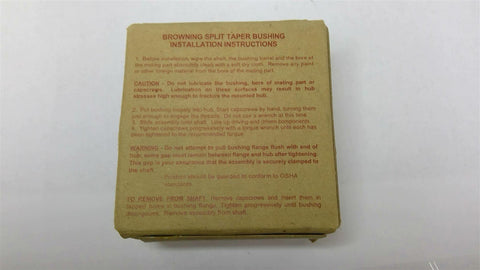 BROWNING SPLIT TAPER BUSHING
INSTALLATION INSTRUCTIONS
1. Before installation, wipe the shaft, the bushing barrel and the bore of
the mating part absolutely clean with a soft dry cloth. Remove any paint
or other foreign material from the bore of the mating part.
CAUTION - Do not lubricate the bushing, bore of mating part or
capscrews. Lubrication on these surfaces may result in hub
stresses high enough to fracture the mounted hub.
2. Put bushing loosely into hub. Start capscrews by hand, turning them
just enough to engage the threads. Do not use a wrench at this time.
3. Slide assembly onto shaft. Line up driving and driven components.
4. Tighten capscrews progressively with a torque wrench until each has
been tightened to the recommended torque.
WARNING - Do not attempt to pull bushing flange flush with end of
hub; some gap must remain between flange and hub after tightening.
This gap is your assurance that the assembly is securely clamped to
the shaft.
should be guarded to conform to OSHA
standards.
TO REMOVE FROM SHAFT: Remove capscrews and insert them in
tapped holes in bushing flange. Tighten progressively until bushing
disengages. Remove assembly from shaft.